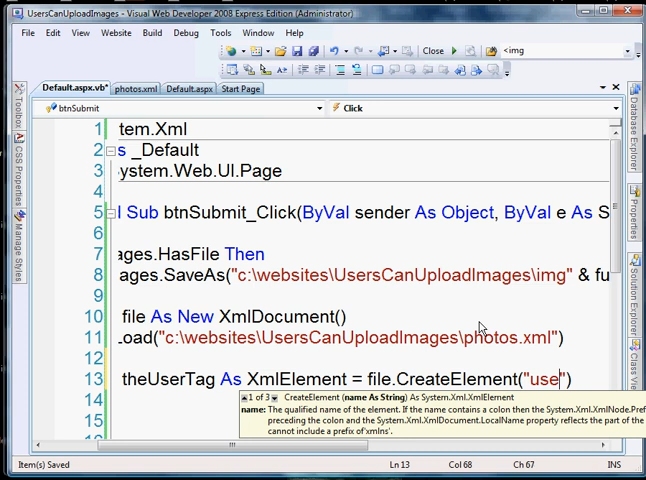 UsersCanUploadImages - Visual Web Developer 2008 Express Edition (Administrator)
File Edit View Website Build Debug Tools Window Help
Close <img
Default.aspx.vb* photos.xml Default.aspx Start Page
btnSubmit Click
1 tem.Xml
2 s _Default
3 system.Web.UI.Page
5 l Sub btnSubmit_Click(ByVal sender As Object, ByVal e As S
7 ages.HasFile Then
8 ages.SaveAs("c:\websites\UsersCanUploadImages\img" & fu
9
10 file As New XmlDocument()
11 Load("c:\websites\UsersCanUploadImages\photos.xml")
12
13 theUserTag As XmlElement = file.CreateElement("use")
1 of 3 CreateElement (name As String) As System.Xml.XmlElement
name: The qualified name of the element. If the name contains a colon then the System.Xml.XmlNode.Pref
preceding the colon and the System.Xml.XmlDocument.LocalName property reflects the part of the
cannot include a prefix of'xmlns'.
14
15
Item(s) Saved Ln 13 Col 68 Ch 67 INS
Toolbox
CSS Properties
Manage Styles
Database Explorer
Properties
Solution Explorer
Class View